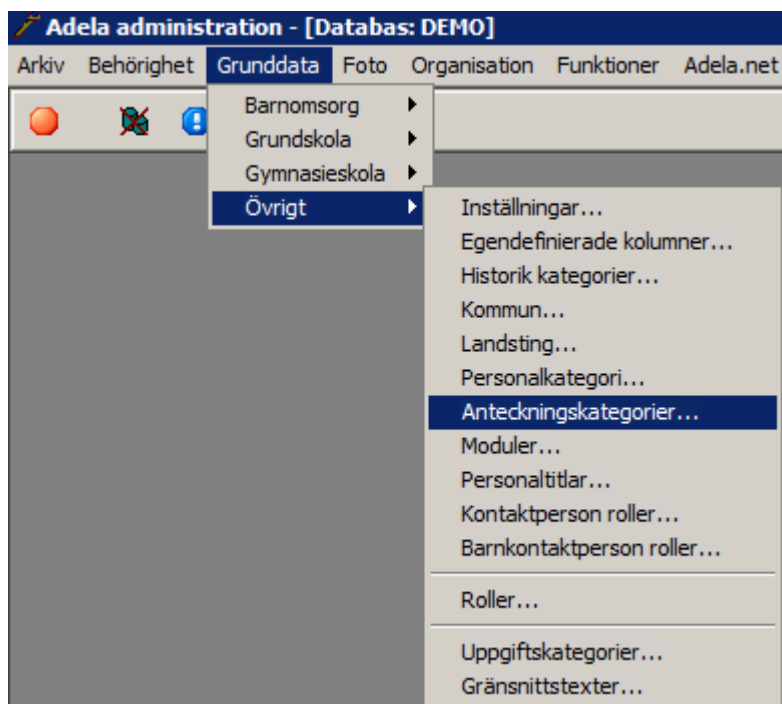 Adela administration - [Databas: DEMO]
Arkiv Behörighet Grunddata Foto Organisation Funktioner Adela.net
Barnomsorg
Grundskola
Gymnasieskola
Övrigt
Inställningar...
Egendefinierade kolumner...
Historik kategorier...
Kommun...
Landsting...
Personalkategori...
Anteckningskategorier...
Moduler...
Personaltitlar...
Kontaktperson roller...
Barnkontaktperson roller...
Roller...
Uppgiftskategorier...
Gränsnittstexter...